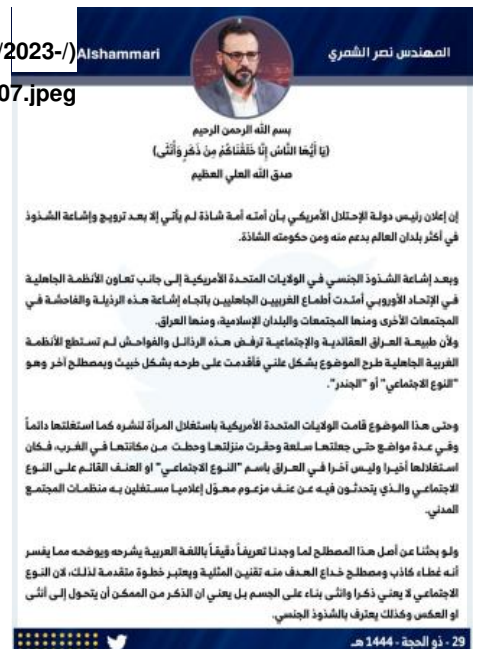 /2023-/)
Alshammari
المهندس نصر الشمري
07.jpeg
بسم الله الرحمن الرحيم
(يَا أَيُّهَا النَّاسُ إِنَّا خَلَقْنَاكُمْ مِنْ ذَكَرٍ وَأُنْثَى)
صدق الله العلي العظيم
إن إعلان رئيس دولة الإحتلال الأمريكي بأن أمته أمة شاذة لم يأتي إلا بعد ترويج وإشاعة الشذوذ
في أكثر بلدان العالم بدعم منه ومن حكومته الشاذة.
وبعد إشاعة الشذوذ الجنسي في الولايات المتحدة الأمريكية إلى جانب تعاون الأنظمة الجاهلية
في الإتحاد الأوروبي أمتدت أطماع الغربيين الجاهليين باتجاه إشاعة هذه الرذيلة والفاحشة في
المجتمعات الأخرى ومنها المجتمعات والبلدان الإسلامية، ومنها العراق.
ولأن طبيعة العراق العقائدية والإجتماعية ترفض هذه الرذائل والفواحش لم تستطع الأنظمة
الغربية الجاهلية طرح الموضوع بشكل علني فأقدمت على طرحه بشكل خبيث وبمصطلح آخر وهو
"النوع الاجتماعي" أو "الجندر".
وحتى هذا الموضوع قامت الولايات المتحدة الأمريكية باستغلال المرأة لنشره كما استغلتها دائماً
وفي عدة مواضع حتى جعلتها سلعة وحقرت منزلتها وحطت من مكانتها في الغرب، فكان
استغلالها أخيرا وليس آخرا في العراق باسم "النوع الاجتماعي" او العنف القائم على النوع
الاجتماعي والذي يتحدثون فيه عن عنف مزعوم ممهوّل إعلاميا مستغلين به منظمات المجتمع
المدني.
ولو بحثنا عن أصل هذا المصطلح لما وجدنا تعريفاً دقيقاً باللغة العربية يشرحه ويوضحه مما يفسر
أنه غطاء كاذب ومصطلح خداع الهدف منه تقنين المثلية ويعتبر خطوة متقدمة لذلك، لان النوع
الاجتماعي لا يعني ذكرا وانثى بناء على الجسم بل يعني ان الذكر من الممكن أن يتحول إلى أنثى
او العكس وكذلك يعترف بالشذوذ الجنسي.
29 - ذو الحجة - 1444 هـ